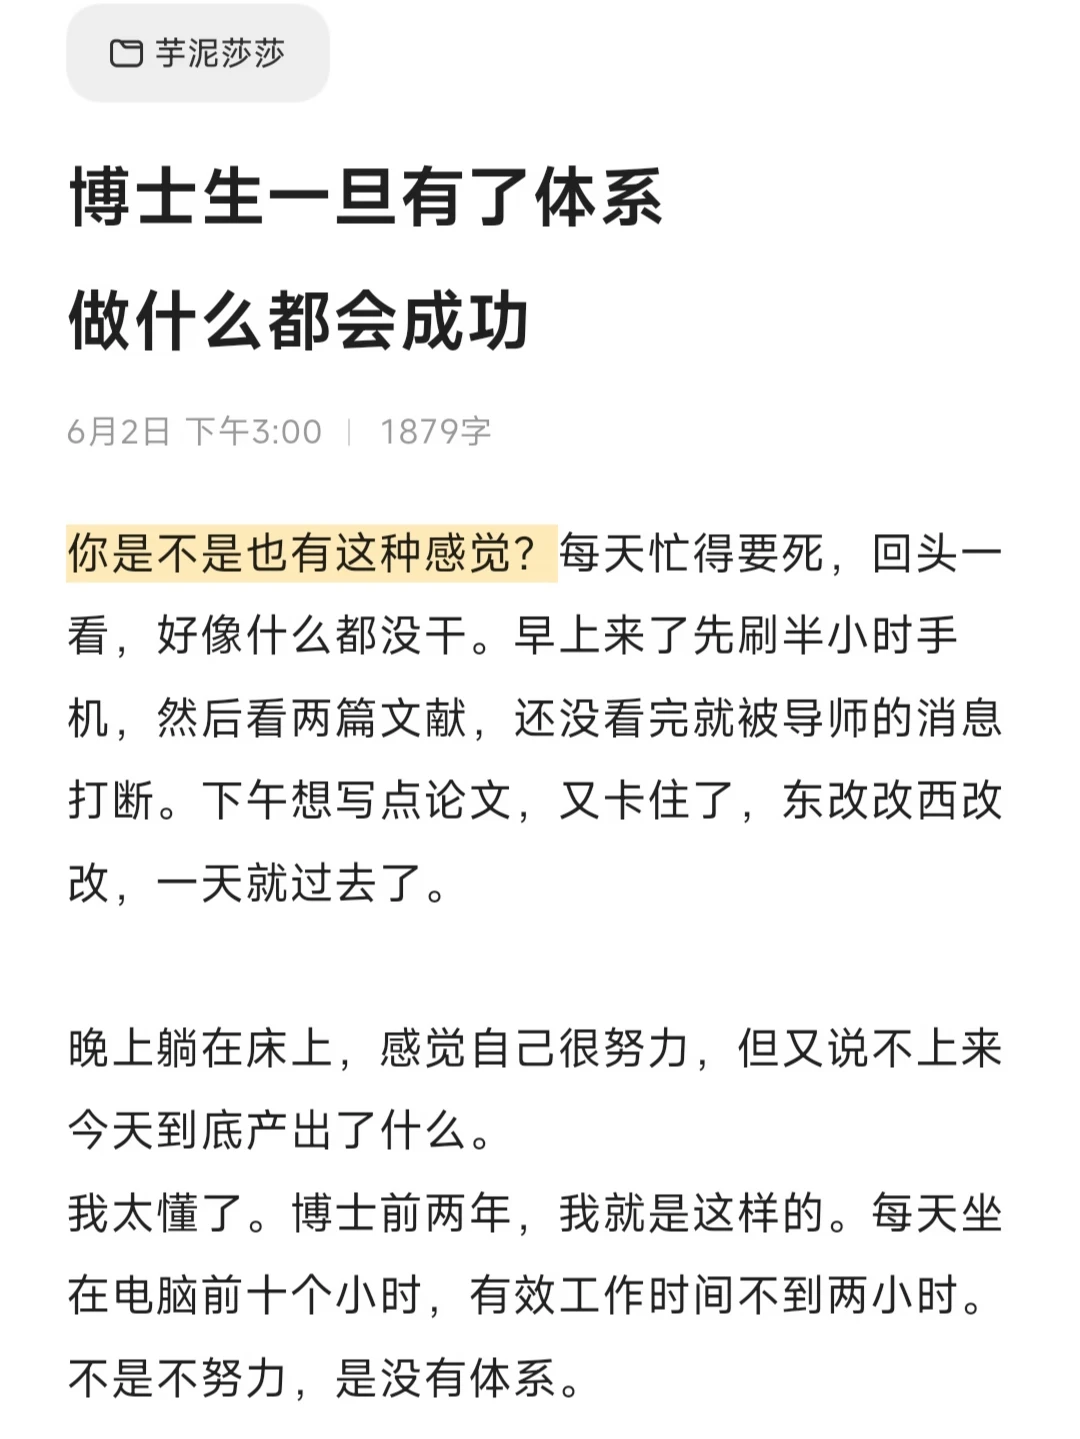 芋泥莎莎
博士生一旦有了体系
做什么都会成功
6月2日 下午3:00 | 1879字
你是不是也有这种感觉？每天忙得要死，回头一
看，好像什么都没干。早上来了先刷半小时手
机，然后看两篇文献，还没看完就被导师的消息
打断。下午想写点论文，又卡住了，东改改西改
改，一天就过去了。
晚上躺在床上，感觉自己很努力，但又说不上来
今天到底产出了什么。
我太懂了。博士前两年，我就是这样的。每天坐
在电脑前十个小时，有效工作时间不到两小时。
不是不努力，是没有体系。